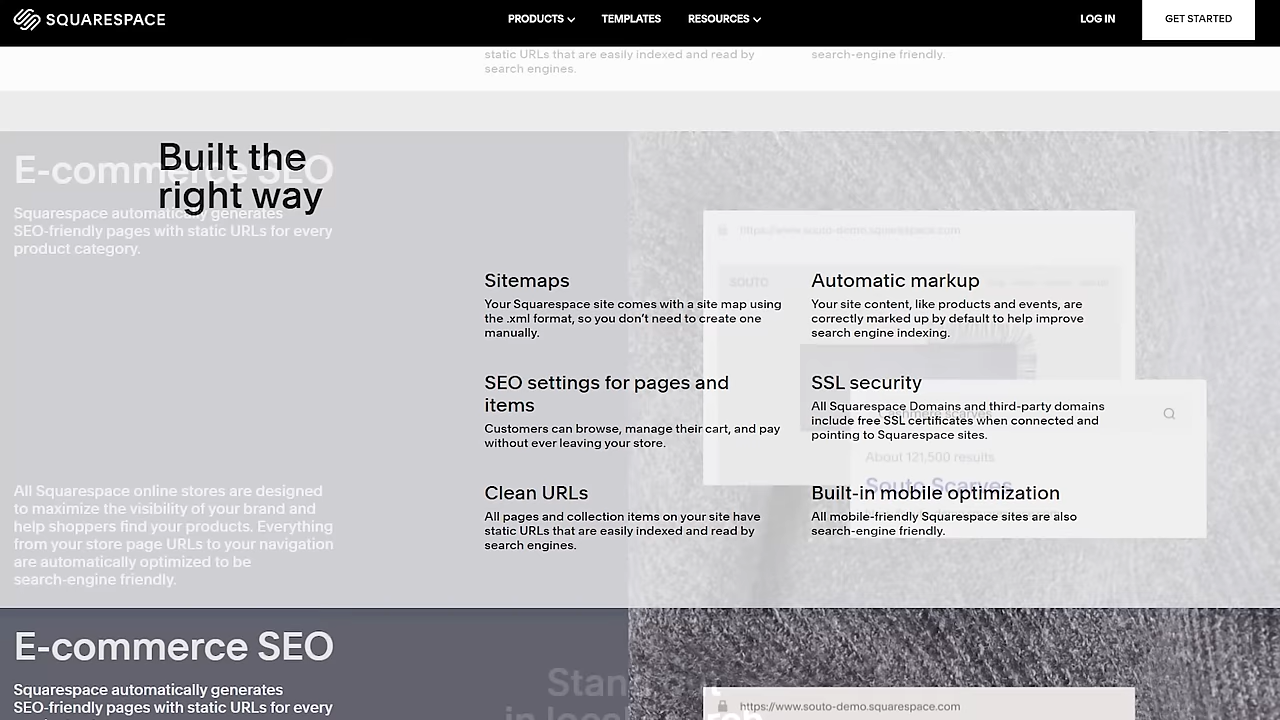 SQUARESPACE
PRODUCTS
TEMPLATES
RESOURCES
LOG IN
GET STARTED
static URLs that are easily indexed and read by
search engines.
search-engine friendly.
Built the
right way
E-commerce SEO
Squarespace automatically generates
SEO-friendly pages with static URLs for every
product category.
All Squarespace online stores are designed
to maximize the visibility of your brand and
help shoppers find your products. Everything
from your store page URLs to your navigation
are automatically optimized to be
search-engine friendly.
https://www.souto-demo.squarespace.com
SOUTO
Sitemaps
Your Squarespace site comes with a site map using
the .xml format, so you don’t need to create one
manually.
Automatic markup
Your site content, like products and events, are
correctly marked up by default to help improve
search engine indexing.
SEO settings for pages and
items
Customers can browse, manage their cart, and pay
without ever leaving your store.
SSL security
All Squarespace Domains and third-party domains
include free SSL certificates when connected and
pointing to Squarespace sites.
About 121,500 results
Souto Scarves
Clean URLs
All pages and collection items on your site have
static URLs that are easily indexed and read by
search engines.
Built-in mobile optimization
All mobile-friendly Squarespace sites are also
search-engine friendly.
E-commerce SEO
Squarespace automatically generates
SEO-friendly pages with static URLs for every
https://www.souto-demo.squarespace.com